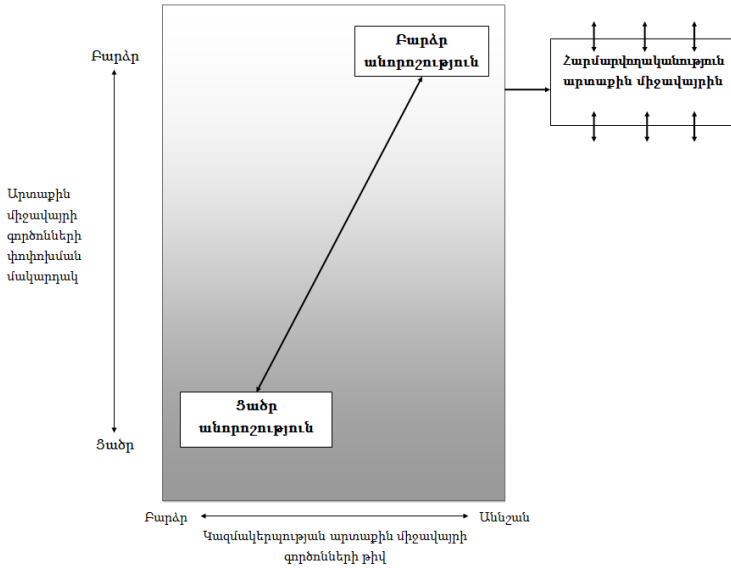 Բարձր
անորոշություն
Հարմարվողականություն
արտաքին միջավայրին
Բարձր
Արտաքին
միջավայրի
գործոնների
փոփոխման
մակարդակ
Ցածր
Ցածր
անորոշություն
Բարձր
Աննշան
Կազմակերպության արտաքին միջավայրի
գործոնների թիվ